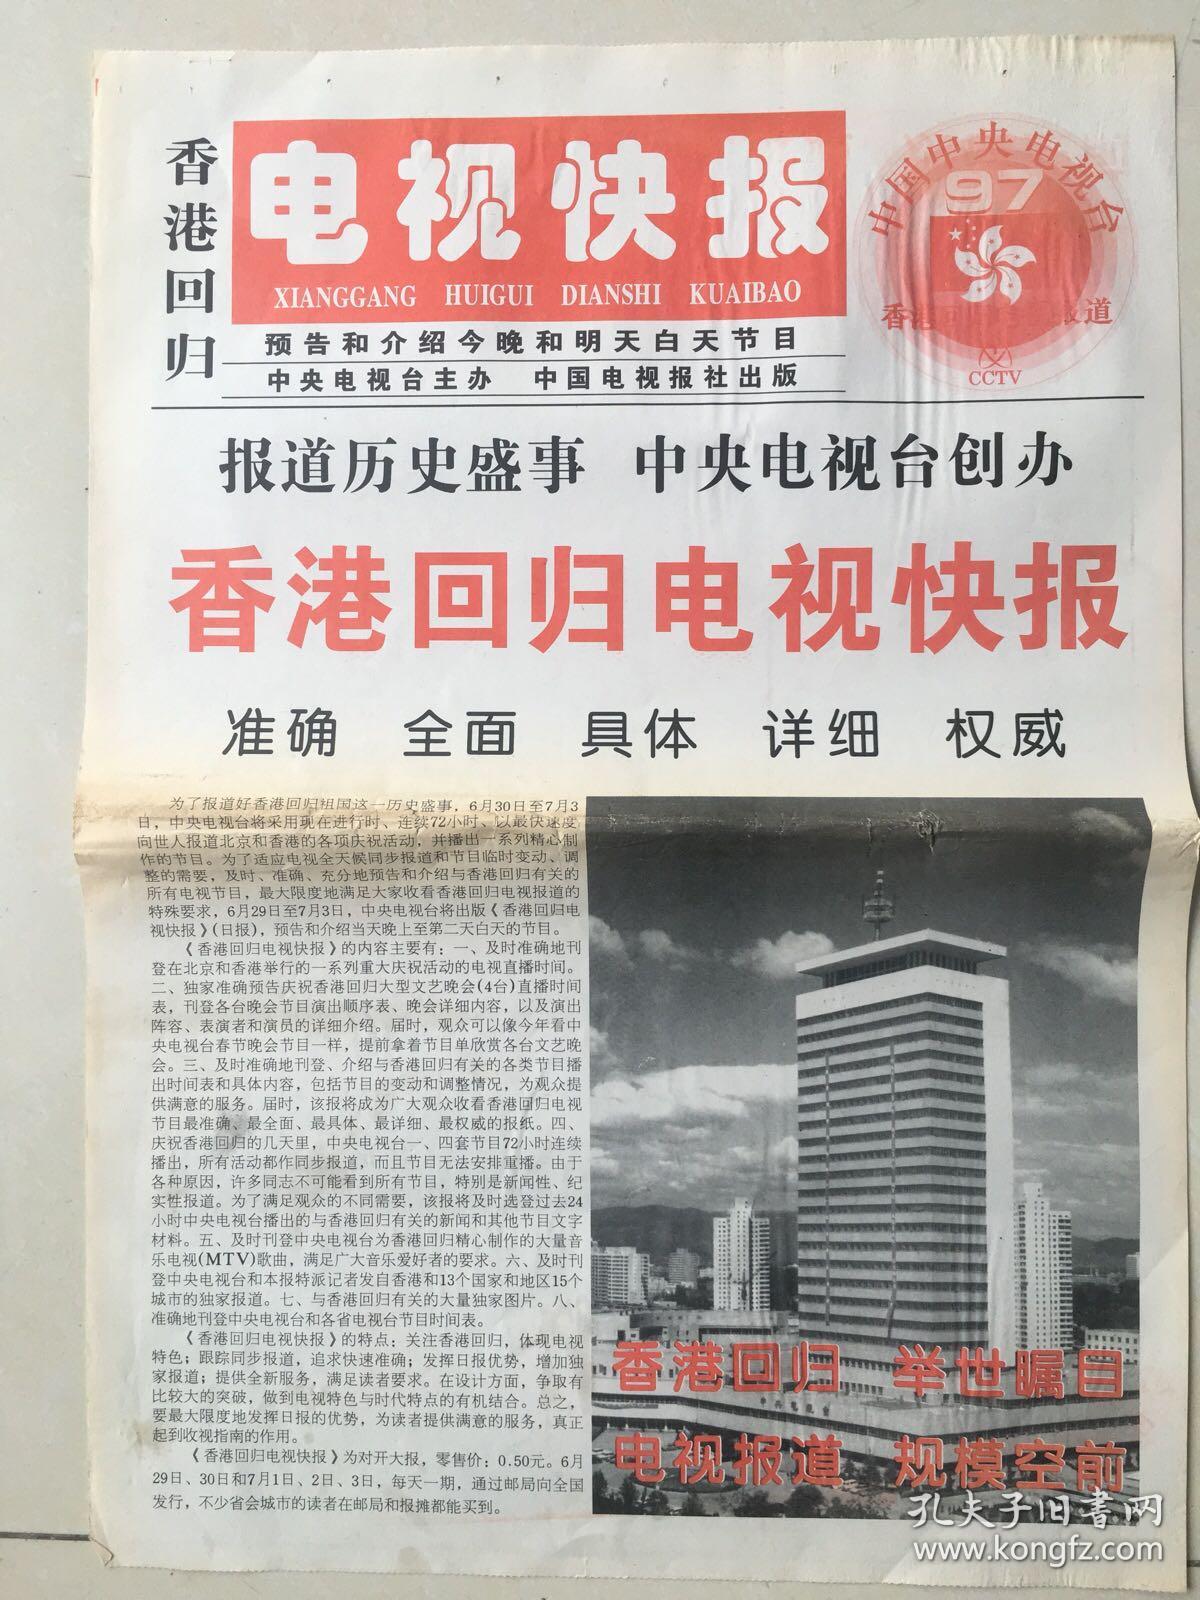 香港回归
电视快报
XIANGGANG HUIGUI DIANSHI KUAIBAO
预告和介绍今晚和明天白天节目
中央电视台主办 中国电视报社出版
中国中央电视台
97
香港回归 报道
CCTV
报道历史盛事 中央电视台创办
香港回归电视快报
准确 全面 具体 详细 权威
为了报道好香港回归祖国这一历史盛事，6月30日至7月3
日，中央电视台将采用现在进行时、连续72小时、以最快速度
向世人报道北京和香港的各项庆祝活动，并播出一系列精心制
作的节目。为了适应电视全天候同步报道和节目临时变动、调
整的需要，及时、准确、充分地预告和介绍与香港回归有关的
所有电视节目，最大限度地满足大家收看香港回归电视报道的
特殊要求，6月29日至7月3日，中央电视台将出版《香港回归电
视快报》(日报)，预告和介绍当天晚上至第二天白天的节目。
《香港回归电视快报》的内容主要有：一、及时准确地刊
登在北京和香港举行的一系列重大庆祝活动的电视直播时间。
二、独家准确预告庆祝香港回归大型文艺晚会(4台)直播时间
表，刊登各台晚会节目演出顺序表、晚会详细内容，以及演出
阵容、表演者和演员的详细介绍。届时，观众可以像今年看中
央电视台春节晚会节目一样，提前拿着节目单欣赏各台文艺晚
会。三、及时准确地刊登、介绍与香港回归有关的各类节目播
出时间表和具体内容，包括节目的变动和调整情况，为观众提
供满意的服务。届时，该报将成为广大观众收看香港回归电视
节目最准确、最全面、最具体、最详细、最权威的报纸。四、
庆祝香港回归的几天里，中央电视台一、四套节目72小时连续
播出，所有活动都作同步报道，而且节目无法安排重播。由于
各种原因，许多同志不可能看到所有节目，特别是新闻性、纪
实性报道。为了满足观众的不同需要，该报将及时选登过去24
小时中央电视台播出的与香港回归有关的新闻和其他节目文字
材料。五、及时刊登中央电视台为香港回归精心制作的大量音
乐电视(MTV)歌曲，满足广大音乐爱好者的要求。六、及时刊
登中央电视台和本报特派记者发自香港和13个国家和地区15个
城市的独家报道。七、与香港回归有关的大量独家图片。八、
准确地刊登中央电视台和各省电视台节目时间表。
《香港回归电视快报》的特点：关注香港回归，体现电视
特色；跟踪同步报道，追求快速准确；发挥日报优势，增加独
家报道；提供全新服务，满足读者要求。在设计方面，争取有
比较大的突破，做到电视特色与时代特点的有机结合。总之，
要最大限度地发挥日报的优势，为读者提供满意的服务，真正
起到收视指南的作用。
《香港回归电视快报》为对开大报，零售价：0.50元。6月
29日、30日和7月1日、2日、3日，每天一期，通过邮局向全国
发行，不少省会城市的读者在邮局和报摊都能买到。
中央电视台
香港回归 举世瞩目
电视报道 规模空前
孔夫子旧书网
www.kongfz.com